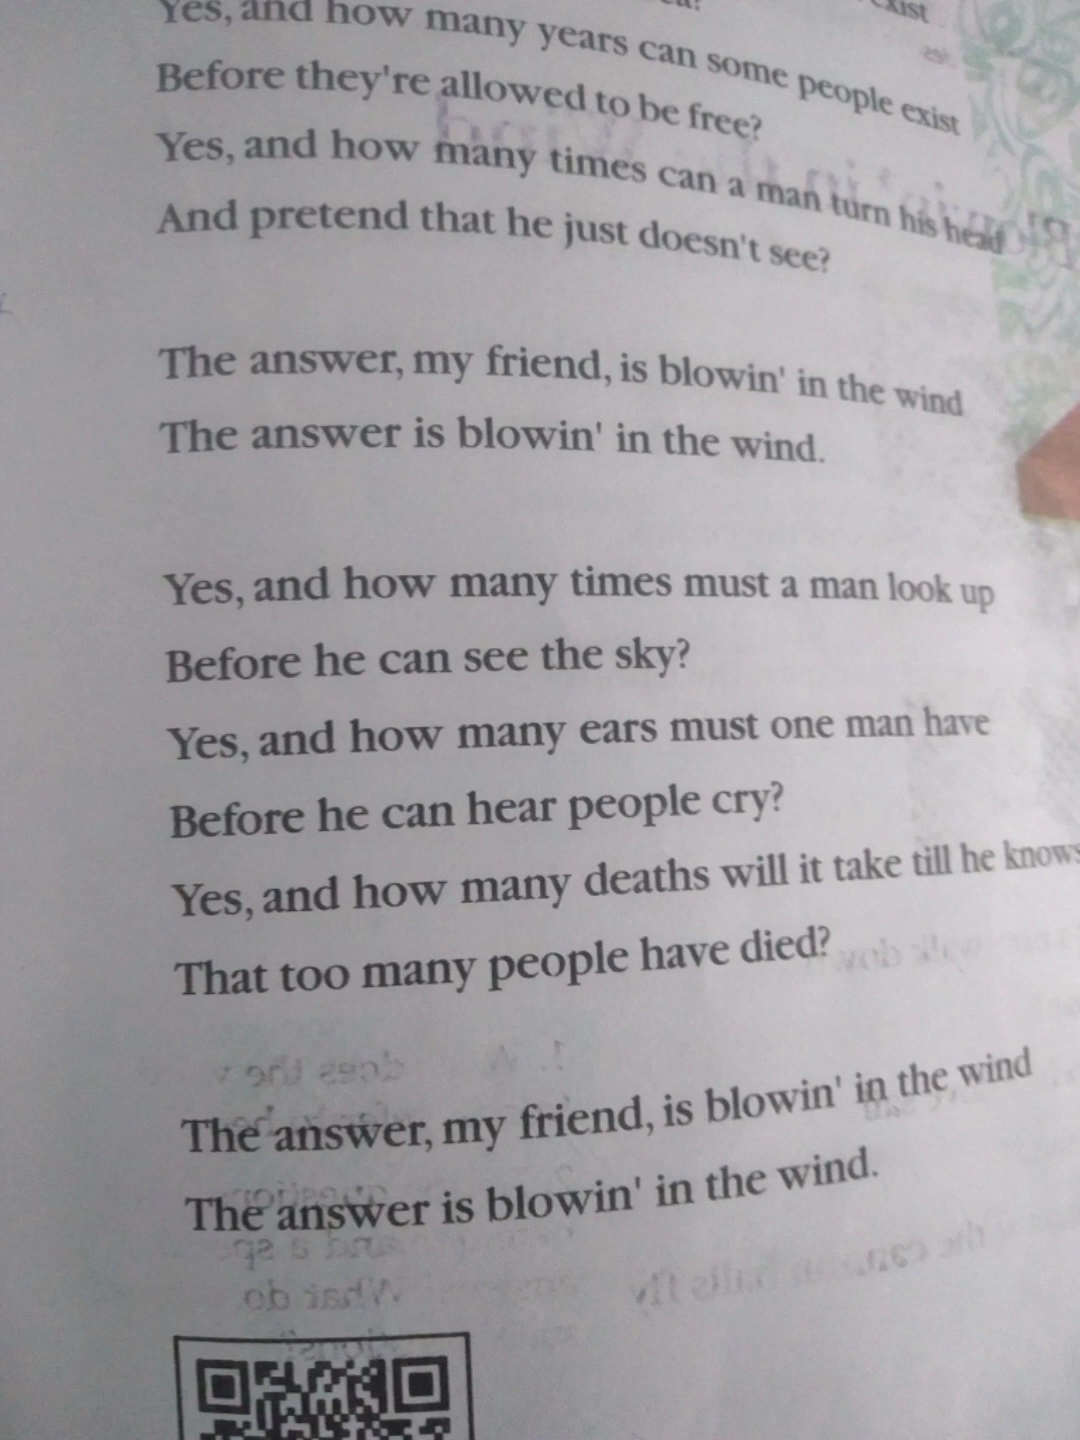 Yes, and how many years can some people exist
Before they're allowed to be free?
Yes, and how many times can a man turn his head
And pretend that he just doesn't see?
The answer, my friend, is blowin' in the wind
The answer is blowin' in the wind.
Yes, and how many times must a man look up
Before he can see the sky?
Yes, and how many ears must one man have
Before he can hear people cry?
Yes, and how many deaths will it take till he knows
That too many people have died?
The answer, my friend, is blowin' in the wind
The answer is blowin' in the wind.